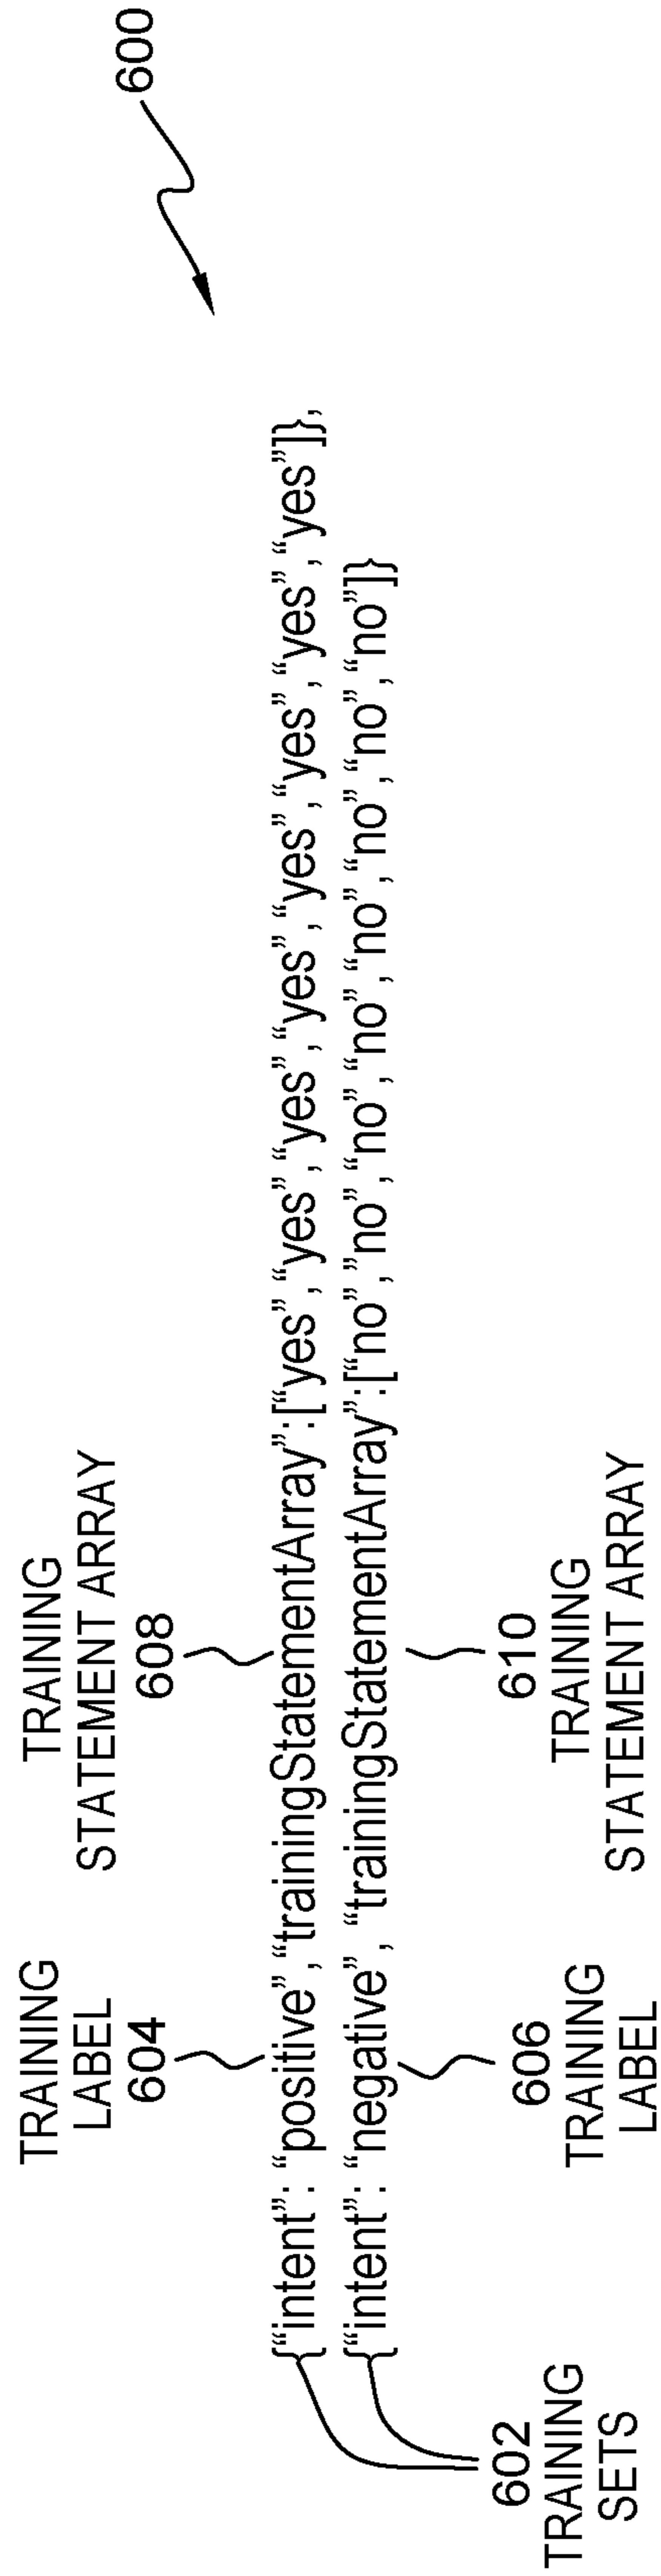 600
TRAINING
LABEL
604
TRAINING
STATEMENT ARRAY
608
{“intent”: “positive”,“trainingStatementArray”:[“yes”,“yes”,“yes”,“yes”,“yes”,“yes”,“yes”,“yes”]},
{“intent”: “negative”, “trainingStatementArray”:[“no”,”no”,“no”,“no”,“no”,“no”,“no”,“no”]}
602
TRAINING
SETS
606
TRAINING
LABEL
610
TRAINING
STATEMENT ARRAY